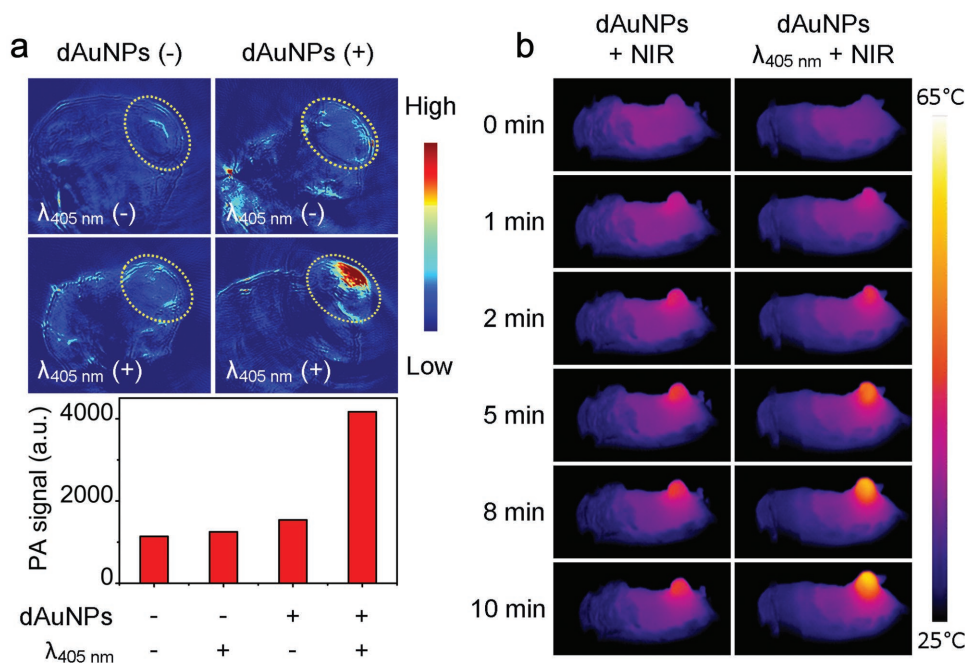 a
dAuNPs (-)
dAuNPs (+)
λ405 nm (-)
λ405 nm (-)
λ405 nm (+)
λ405 nm (+)
High
Low
PA signal (a.u.)
4000
2000
0
dAuNPs - - + +
λ405 nm - + - +
b
dAuNPs
+ NIR
dAuNPs
λ405 nm + NIR
0 min
1 min
2 min
5 min
8 min
10 min
65°C
25°C